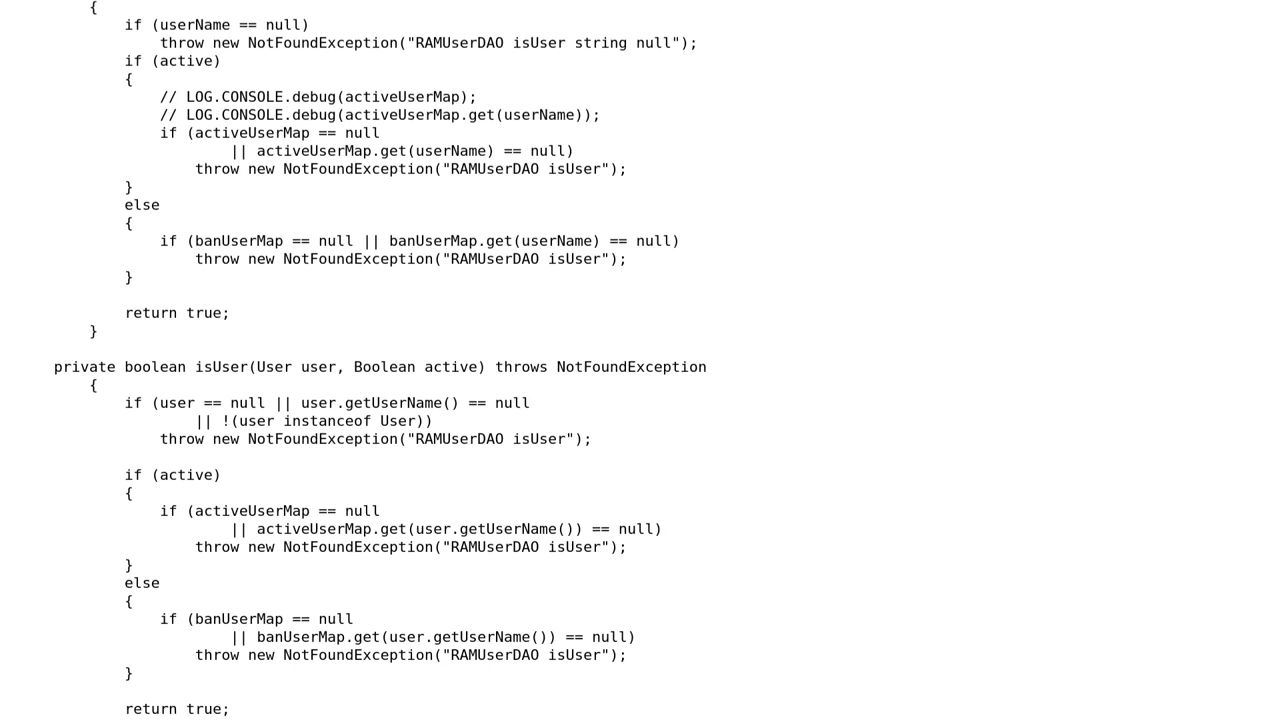 {
        if (userName == null)
            throw new NotFoundException("RAMUserDAO isUser string null");
        if (active)
        {
            // LOG.CONSOLE.debug(activeUserMap);
            // LOG.CONSOLE.debug(activeUserMap.get(userName));
            if (activeUserMap == null
                    || activeUserMap.get(userName) == null)
                throw new NotFoundException("RAMUserDAO isUser");
        }
        else
        {
            if (banUserMap == null || banUserMap.get(userName) == null)
                throw new NotFoundException("RAMUserDAO isUser");
        }

        return true;
    }

private boolean isUser(User user, Boolean active) throws NotFoundException
    {
        if (user == null || user.getUserName() == null
                || !(user instanceof User))
            throw new NotFoundException("RAMUserDAO isUser");

        if (active)
        {
            if (activeUserMap == null
                    || activeUserMap.get(user.getUserName()) == null)
                throw new NotFoundException("RAMUserDAO isUser");
        }
        else
        {
            if (banUserMap == null
                    || banUserMap.get(user.getUserName()) == null)
                throw new NotFoundException("RAMUserDAO isUser");
        }

        return true;